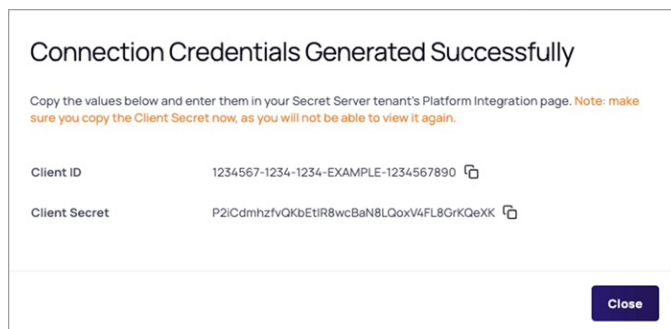 Connection Credentials Generated Successfully
Copy the values below and enter them in your Secret Server tenant's Platform Integration page. Note: make
sure you copy the Client Secret now, as you will not be able to view it again.
Client ID 1234567-1234-1234-EXAMPLE-1234567890
Client Secret P2iCdmhzfvQKbEtIR8wcBaN8LQoxV4FL8GrKQeXK
Close